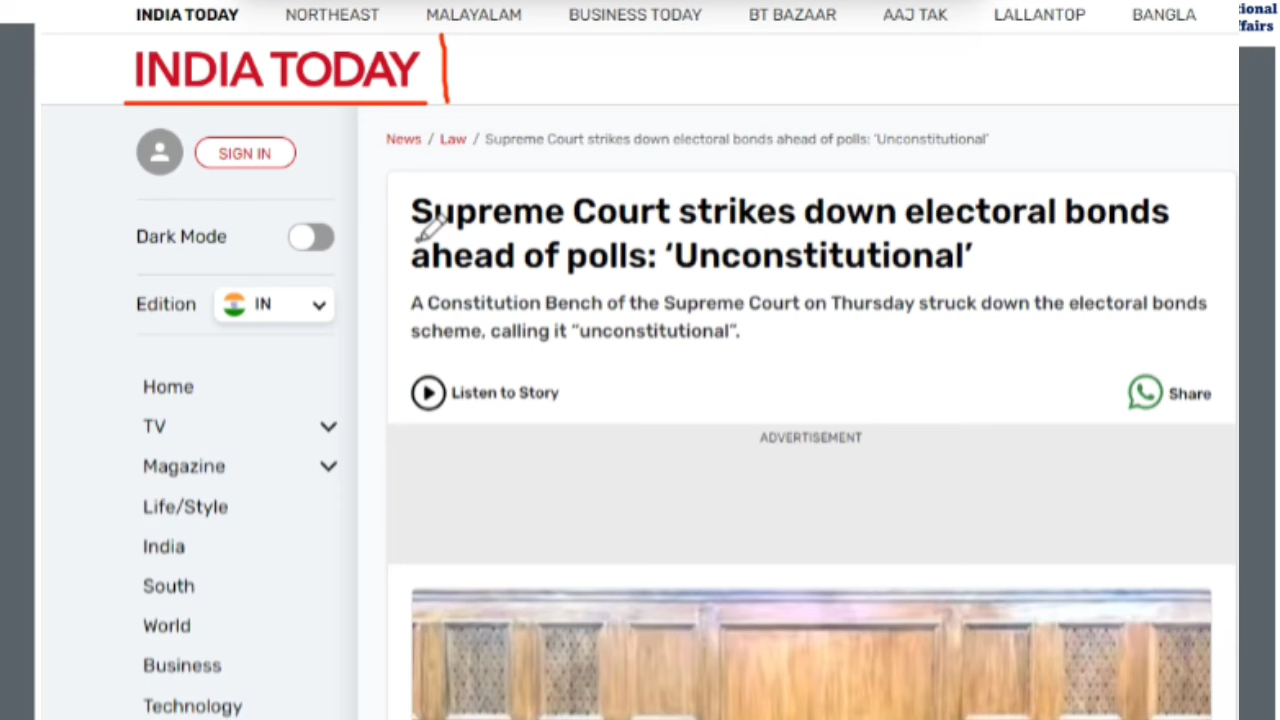 INDIA TODAY NORTHEAST MALAYALAM BUSINESS TODAY BT BAZAAR AAJ TAK LALLANTOP BANGLA
INDIA TODAY
SIGN IN
Dark Mode
Edition IN
Home
TV
Magazine
Life/Style
India
South
World
Business
Technology
News / Law / Supreme Court strikes down electoral bonds ahead of polls: 'Unconstitutional'
Supreme Court strikes down electoral bonds
ahead of polls: ‘Unconstitutional’
A Constitution Bench of the Supreme Court on Thursday struck down the electoral bonds
scheme, calling it “unconstitutional”.
Listen to Story
Share
ADVERTISEMENT